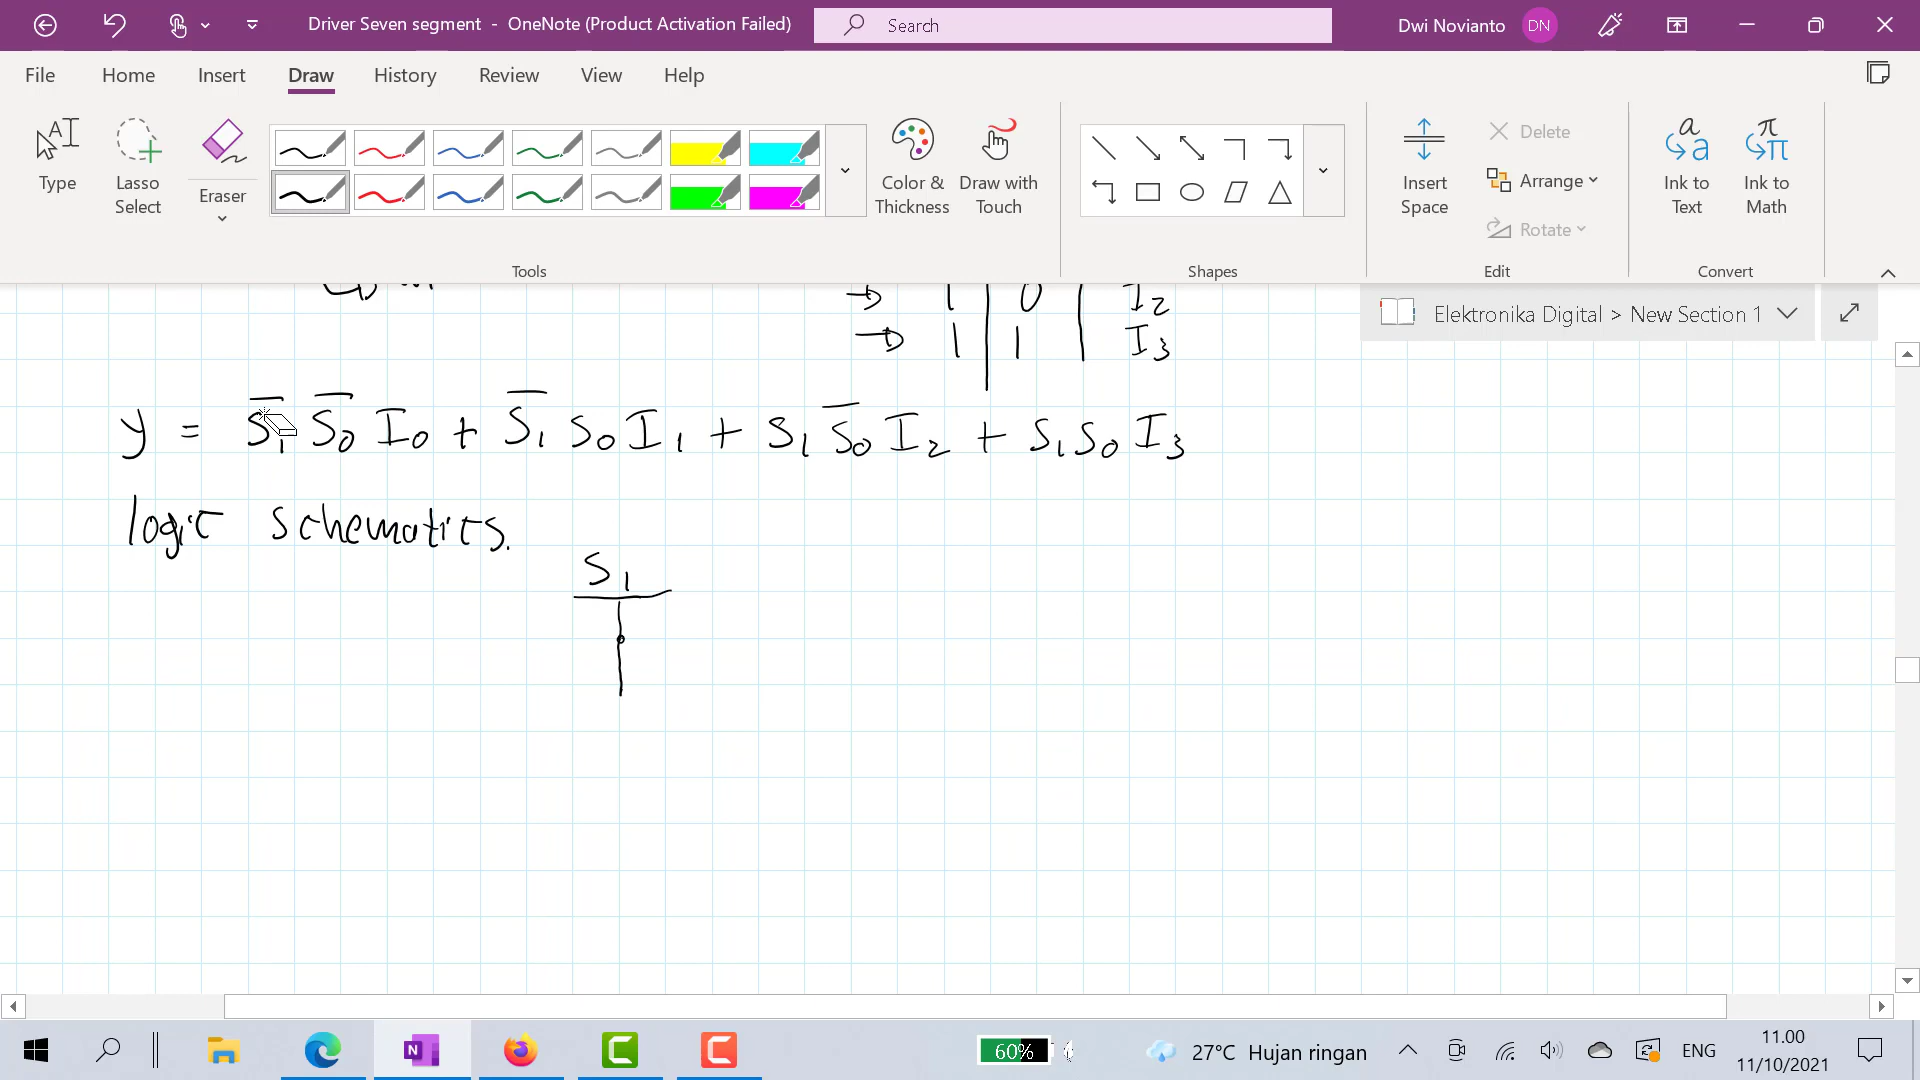 Driver Seven segment - OneNote (Product Activation Failed)
Search
Dwi Novianto
DN
File Home Insert Draw History Review View Help
Type
Lasso Select
Eraser
Color & Thickness
Draw with Touch
Insert Space
Delete
Arrange
Rotate
Ink to Text
Ink to Math
Tools
Shapes
Edit
Convert
Elektronika Digital > New Section 1
→ 1 | 0 | I₂
→ 1 | 1 | I₃
y = S̅₁ S̅₀ I₀ + S̅₁ S₀ I₁ + S₁ S̅₀ I₂ + S₁ S₀ I₃
logic schematics.
S₁
60%
27°C Hujan ringan
ENG
11.00
11/10/2021